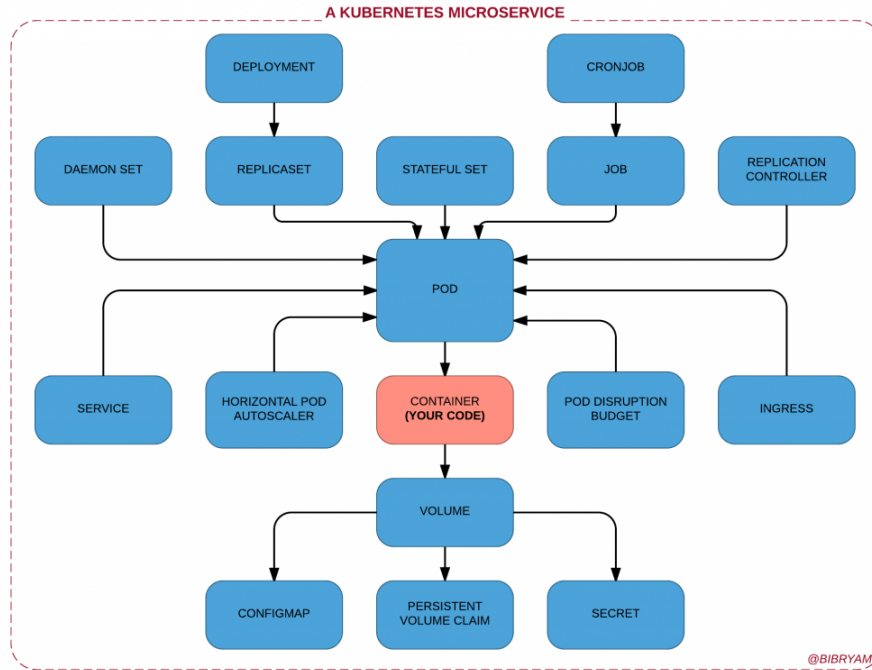 A KUBERNETES MICROSERVICE
DEPLOYMENT
CRONJOB
DAEMON SET
REPLICASET
STATEFUL SET
JOB
REPLICATION
CONTROLLER
POD
SERVICE
HORIZONTAL POD
AUTOSCALER
CONTAINER
(YOUR CODE)
POD DISRUPTION
BUDGET
INGRESS
VOLUME
CONFIGMAP
PERSISTENT
VOLUME CLAIM
SECRET
@BIBRYAM